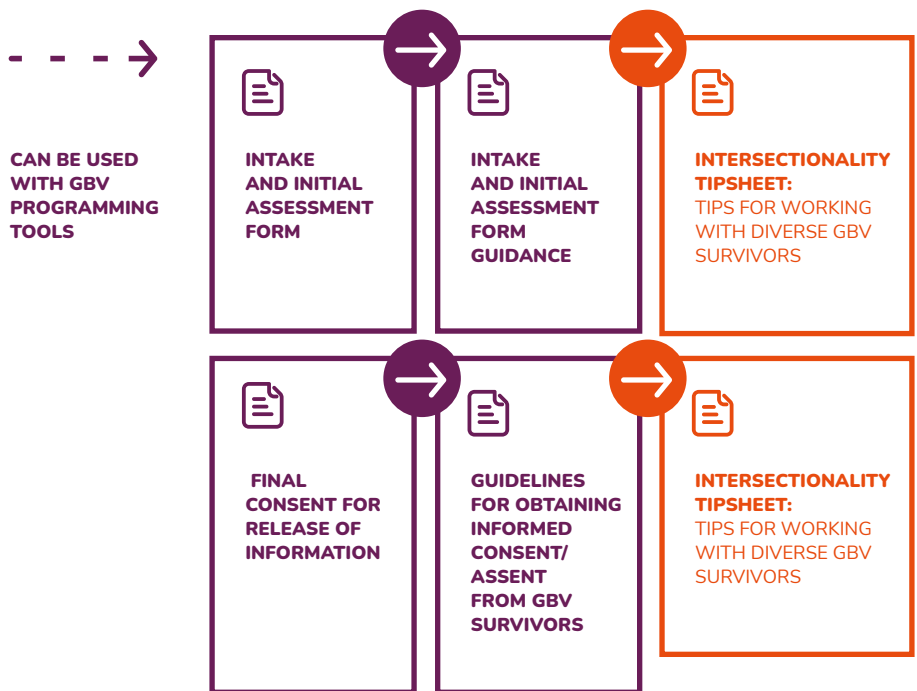 CAN BE USED
WITH GBV
PROGRAMMING
TOOLS
INTAKE
AND INITIAL
ASSESSMENT
FORM
INTAKE
AND INITIAL
ASSESSMENT
FORM
GUIDANCE
INTERSECTIONALITY
TIPSHEET:
TIPS FOR WORKING
WITH DIVERSE GBV
SURVIVORS
FINAL
CONSENT FOR
RELEASE OF
INFORMATION
GUIDELINES
FOR OBTAINING
INFORMED
CONSENT/
ASSENT
FROM GBV
SURVIVORS
INTERSECTIONALITY
TIPSHEET:
TIPS FOR WORKING
WITH DIVERSE GBV
SURVIVORS